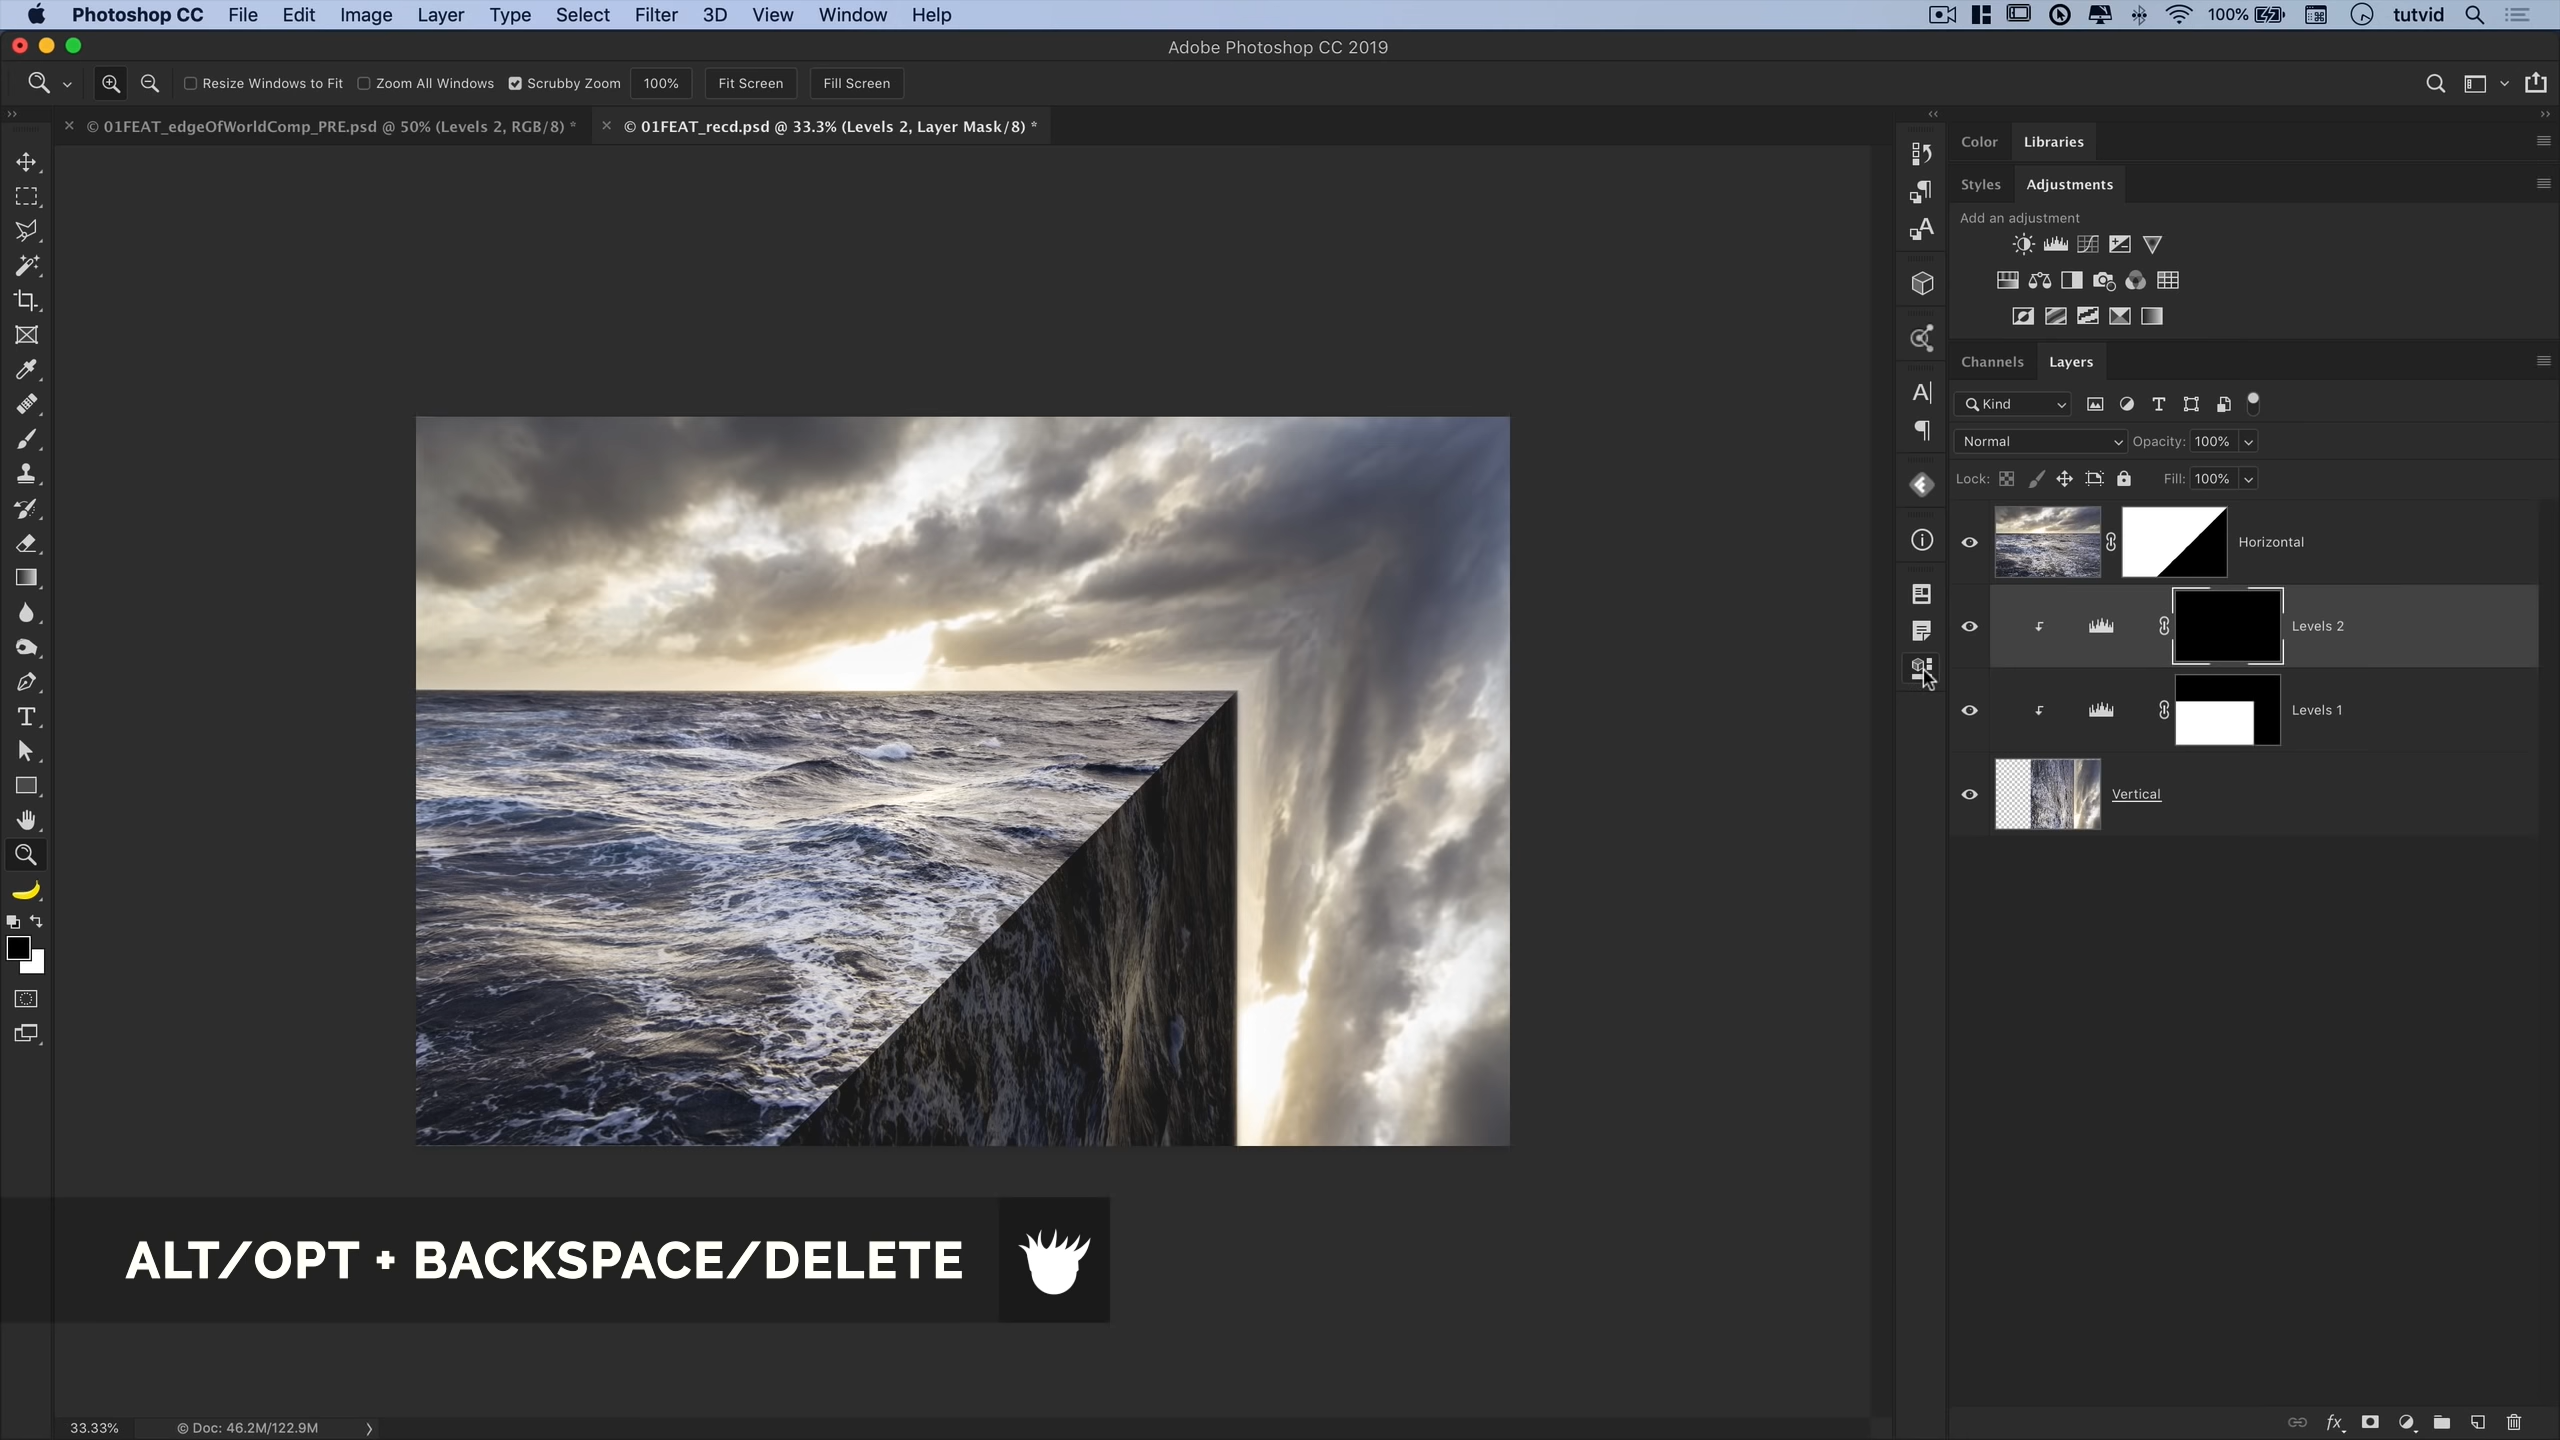 Photoshop CC File Edit Image Layer Type Select Filter 3D View Window Help 100% tutvid
Adobe Photoshop CC 2019
Resize Windows to Fit Zoom All Windows Scrubby Zoom 100% Fit Screen Fill Screen
© 01FEAT_edgeOfWorldComp_PRE.psd @ 50% (Levels 2, RGB/8) *
© 01FEAT_recd.psd @ 33.3% (Levels 2, Layer Mask/8) *
Color Libraries
Styles Adjustments
Add an adjustment
Channels Layers
Kind
Normal Opacity: 100%
Lock: Fill: 100%
Horizontal
Levels 2
Levels 1
Vertical
ALT/OPT + BACKSPACE/DELETE
33.33% © Doc: 46.2M/122.9M